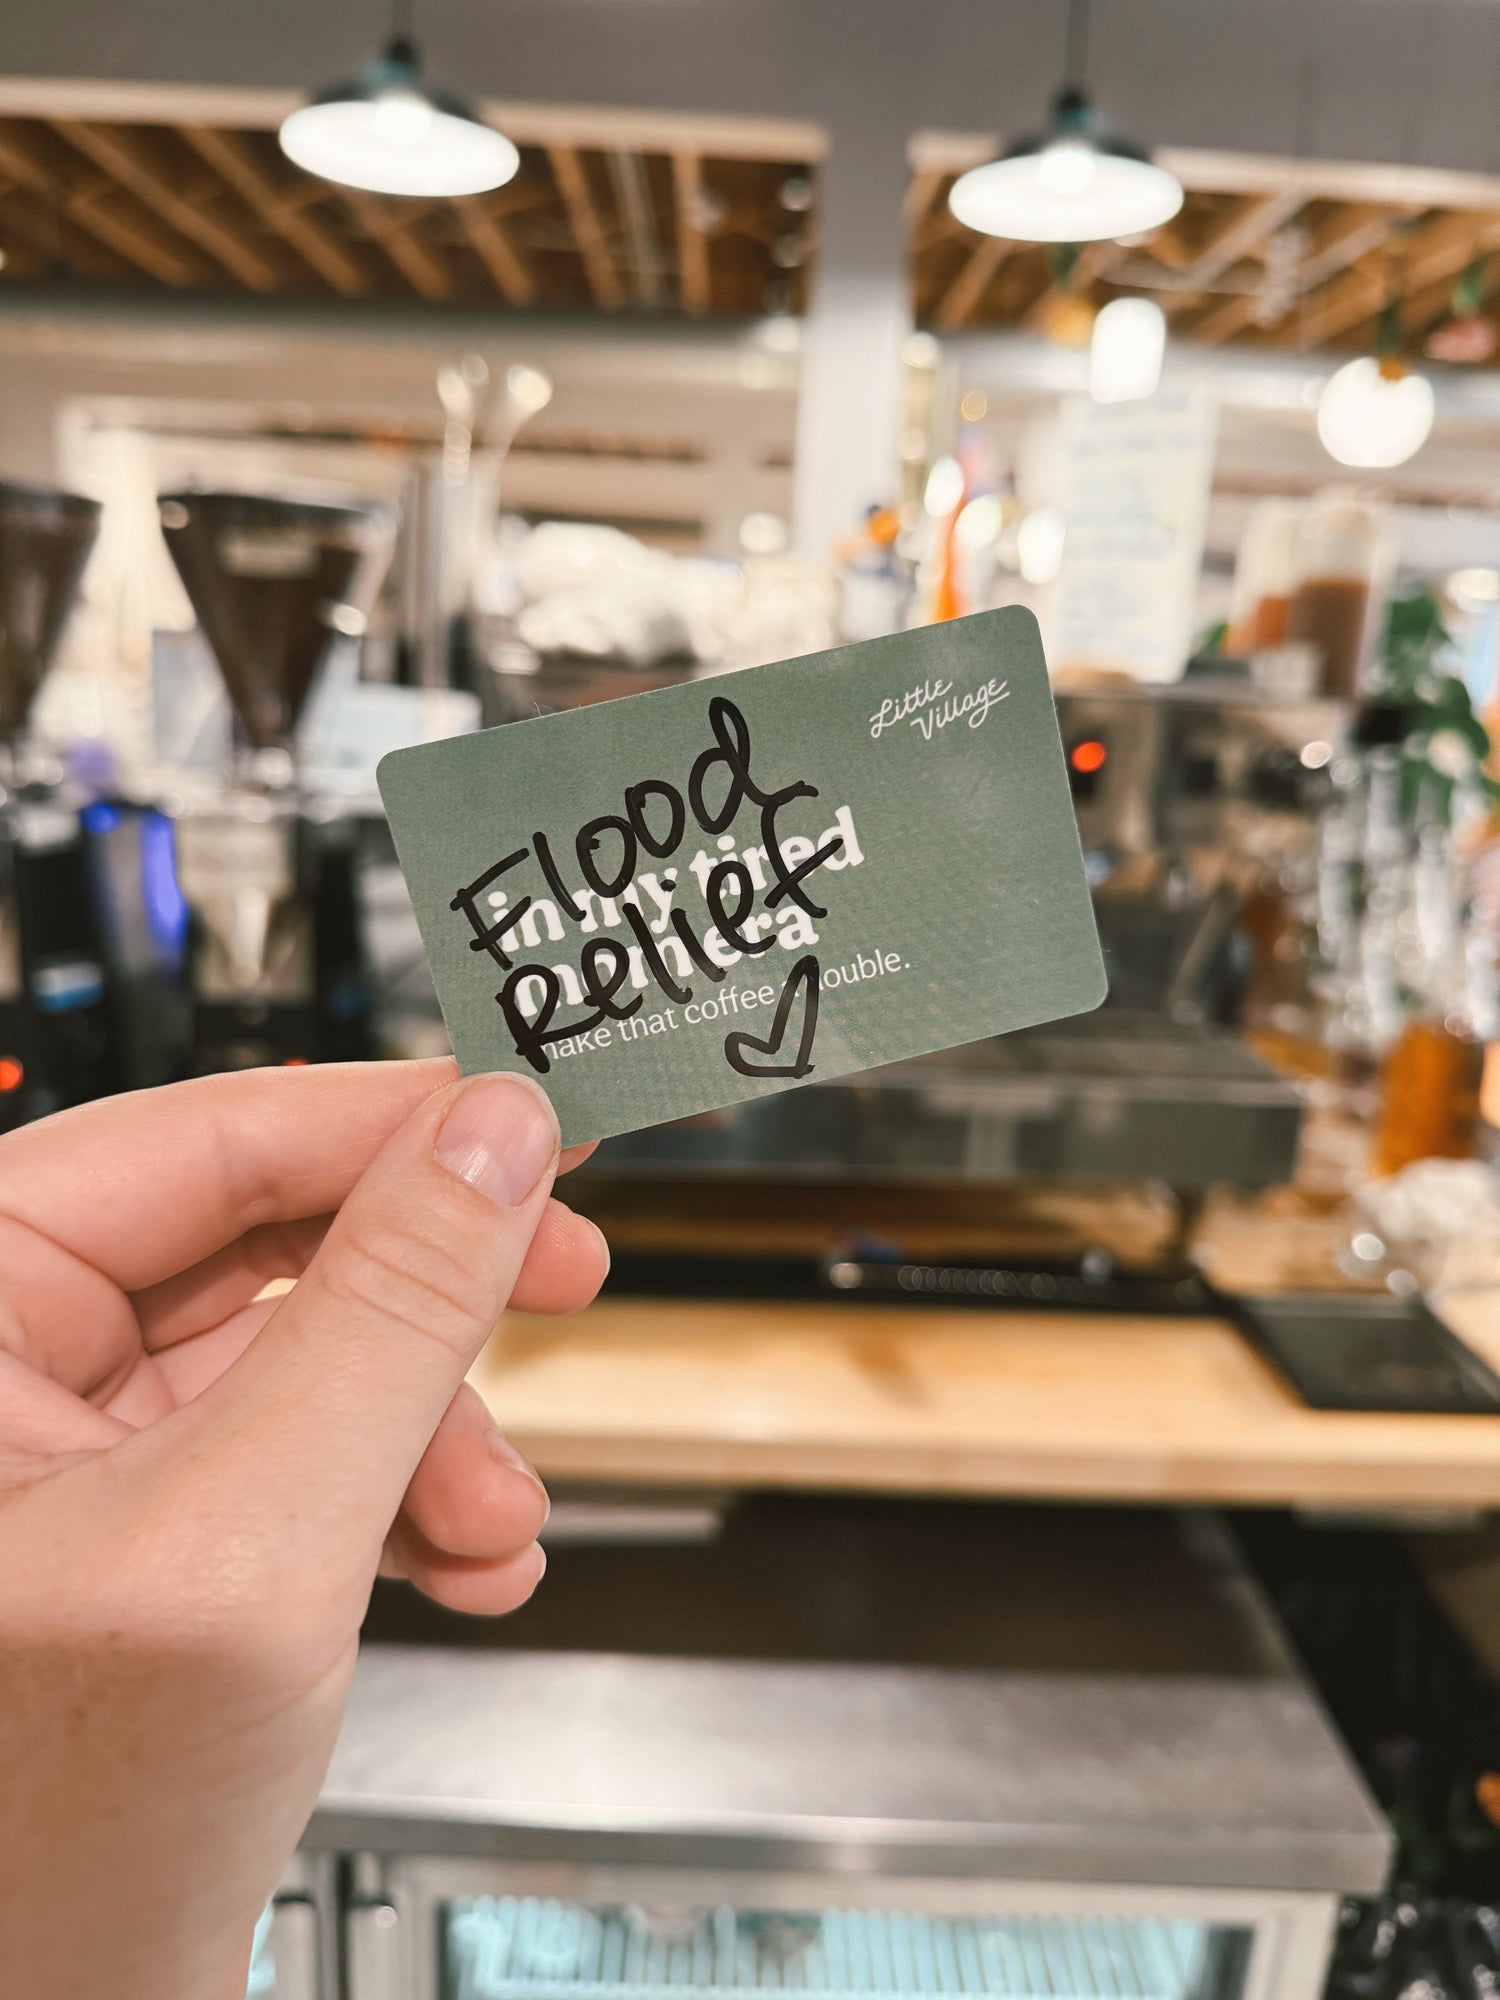 Little
Village
Flood
Relief
in my tired
mom era
make that coffee a double.